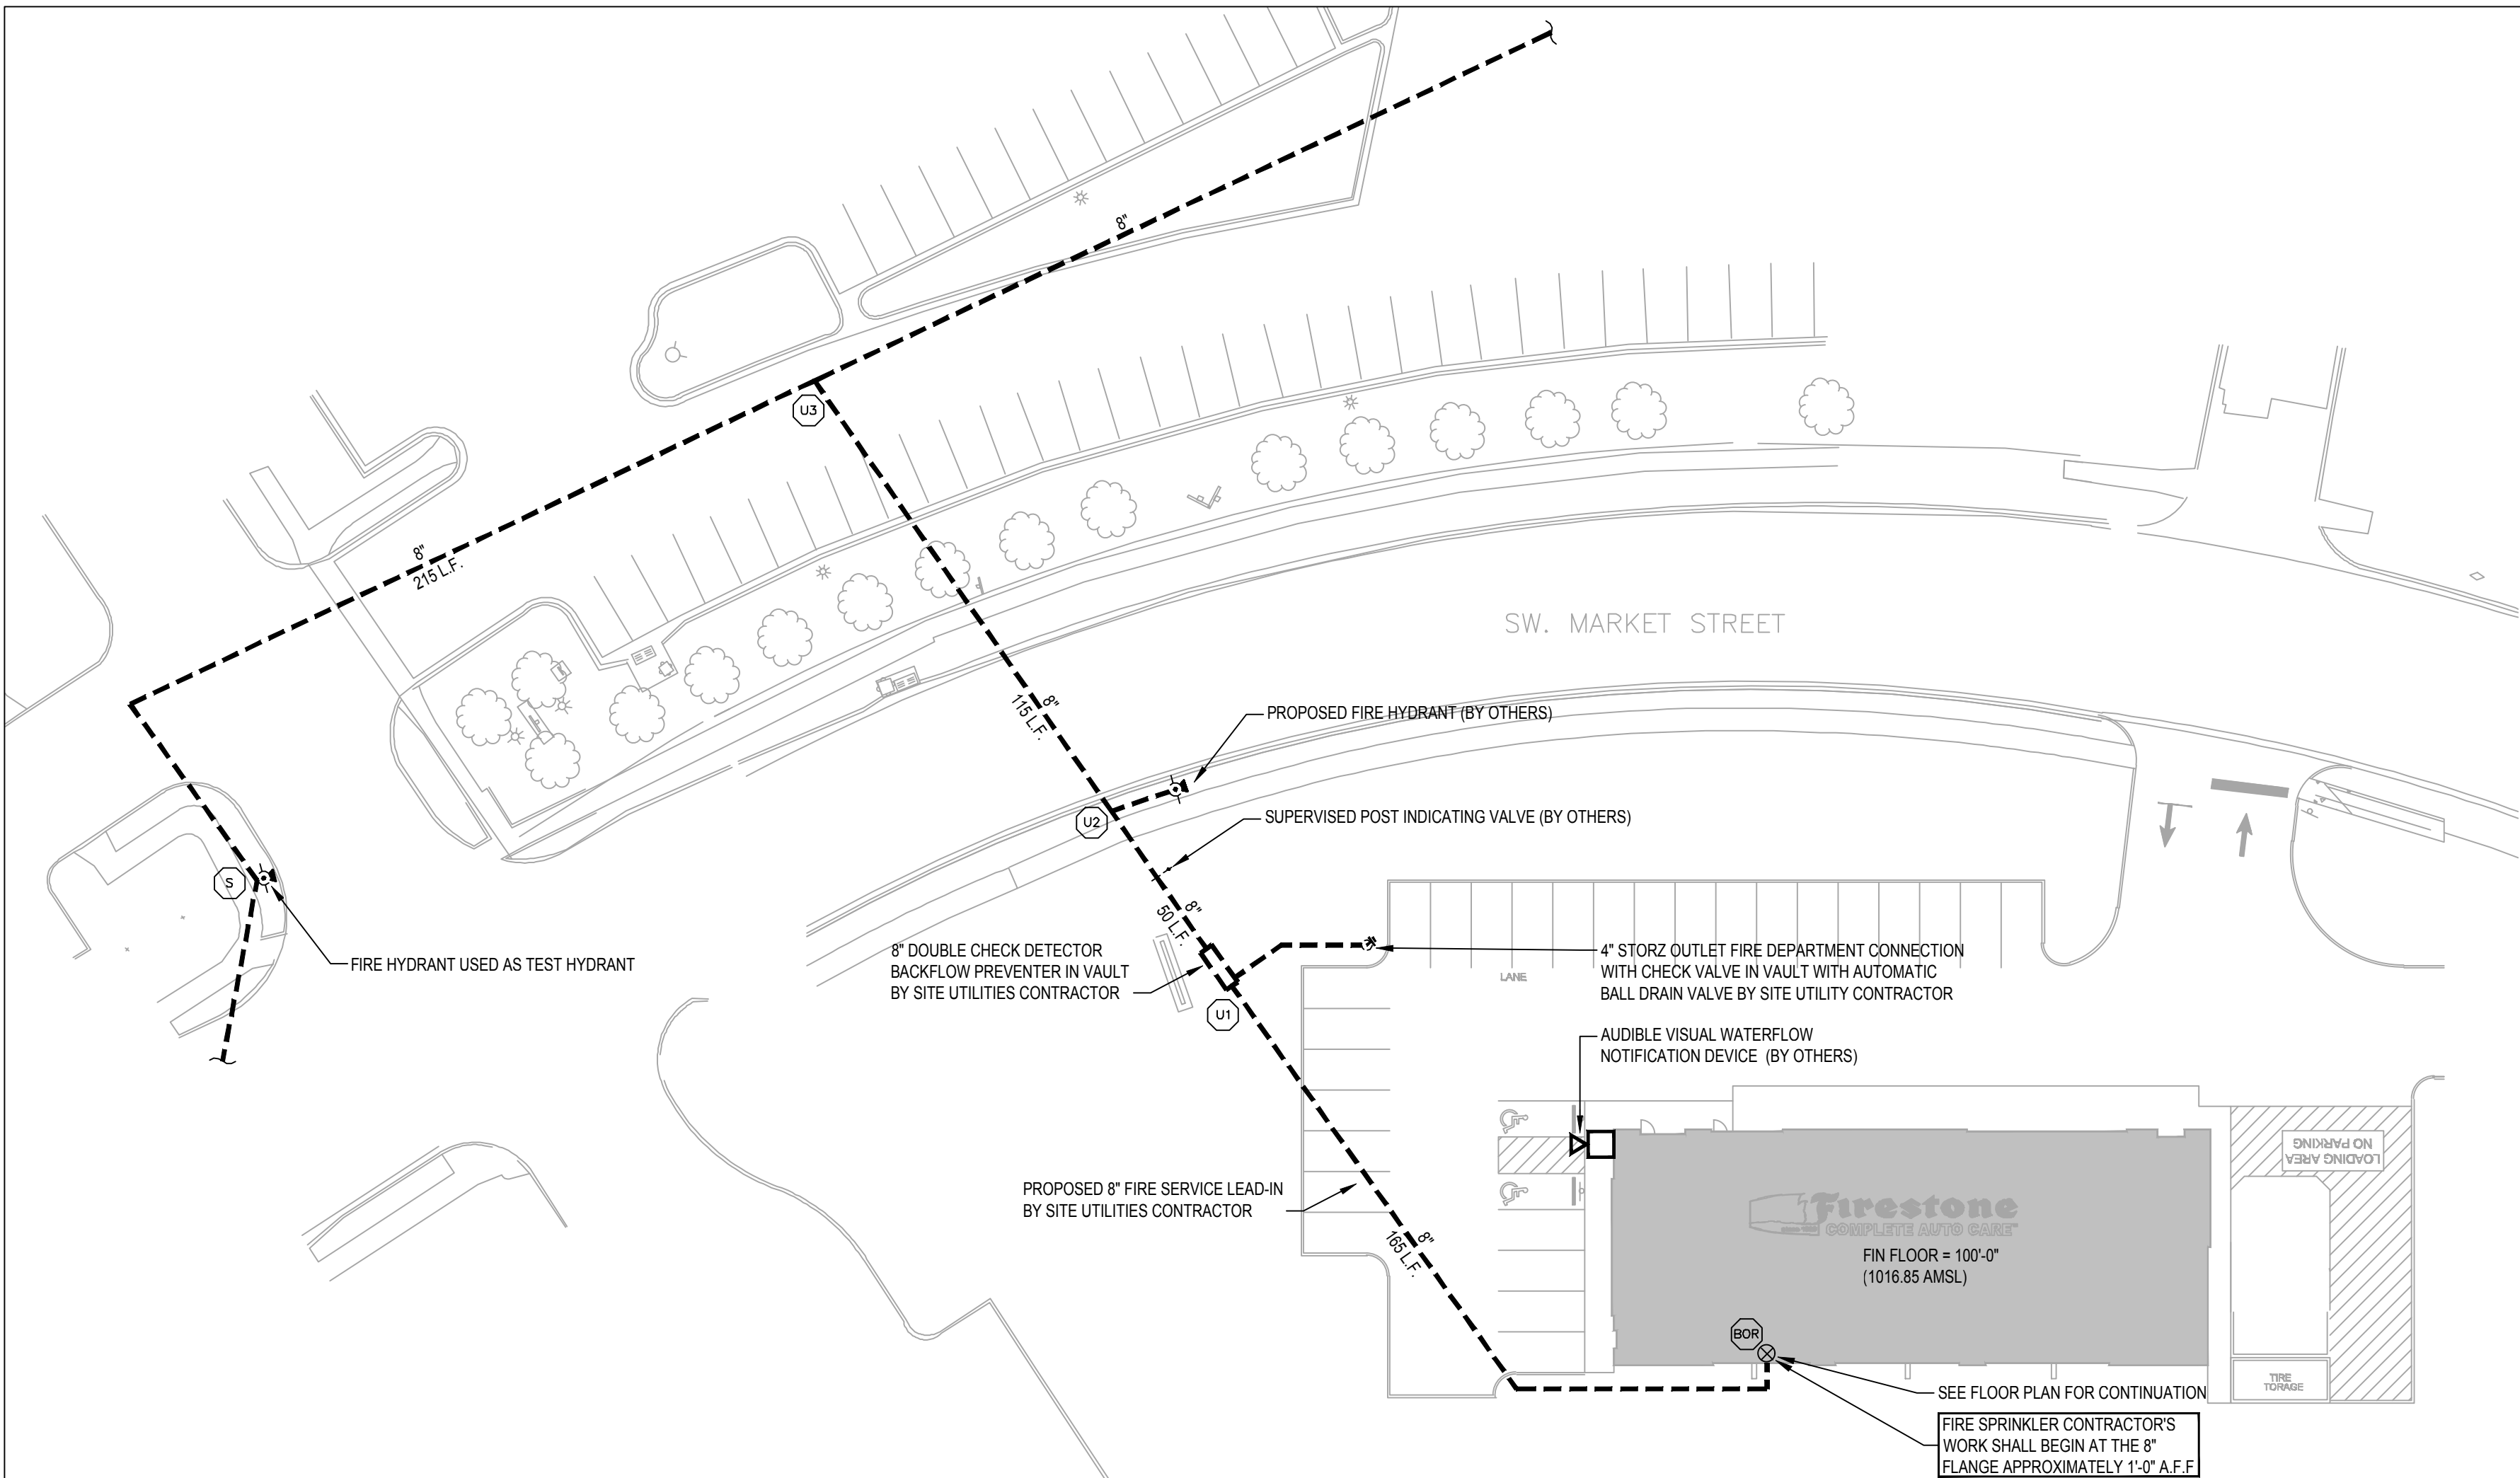 8"
U3
8"
215 L.F.
SW. MARKET STREET
8"
115 L.F.
PROPOSED FIRE HYDRANT (BY OTHERS)
SUPERVISED POST INDICATING VALVE (BY OTHERS)
U2
S
FIRE HYDRANT USED AS TEST HYDRANT
8"
50 L.F.
8" DOUBLE CHECK DETECTOR
BACKFLOW PREVENTER IN VAULT
BY SITE UTILITIES CONTRACTOR
U1
4" STORZ OUTLET FIRE DEPARTMENT CONNECTION
WITH CHECK VALVE IN VAULT WITH AUTOMATIC
BALL DRAIN VALVE BY SITE UTILITY CONTRACTOR
LANE
AUDIBLE VISUAL WATERFLOW
NOTIFICATION DEVICE (BY OTHERS)
LOADING AREA
NO PARKING
PROPOSED 8" FIRE SERVICE LEAD-IN
BY SITE UTILITIES CONTRACTOR
8"
165 L.F.
Firestone
COMPLETE AUTO CARE™
FIN FLOOR = 100'-0"
(1016.85 AMSL)
BOR
SEE FLOOR PLAN FOR CONTINUATION
TIRE
TORAGE
FIRE SPRINKLER CONTRACTOR'S
WORK SHALL BEGIN AT THE 8"
FLANGE APPROXIMATELY 1'-0" A.F.F